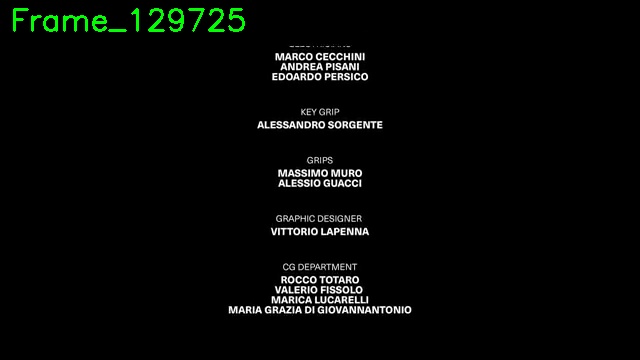 Frame_129725
MARCO CECCHINI
ANDREA PISANI
EDOARDO PERSICO
KEY GRIP
ALESSANDRO SORGENTE
GRIPS
MASSIMO MURO
ALESSIO GUACCI
GRAPHIC DESIGNER
VITTORIO LAPENNA
CG DEPARTMENT
ROCCO TOTARO
VALERIO FISSOLO
MARICA LUCARELLI
MARIA GRAZIA DI GIOVANNANTONIO